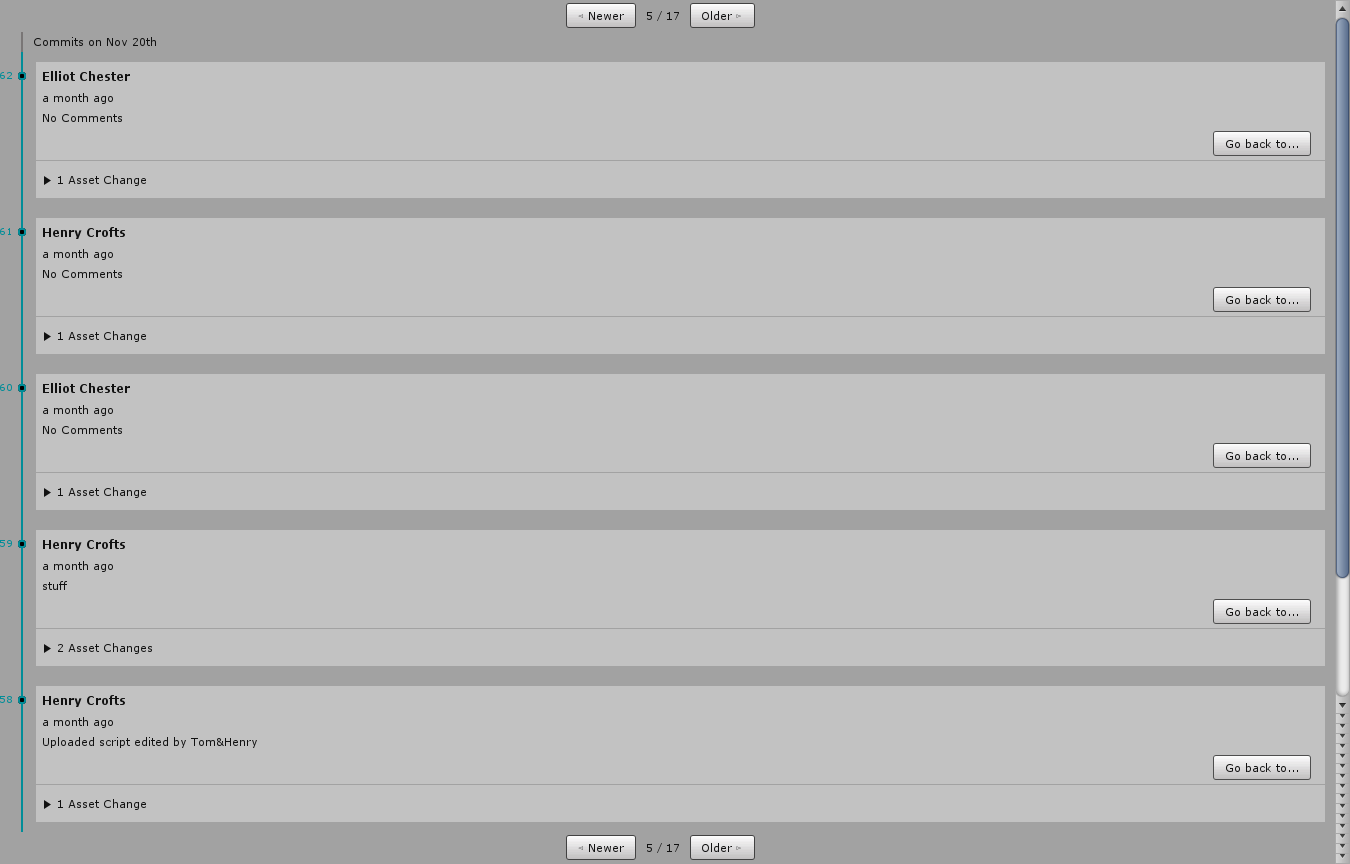 Newer 5 / 17 Older
Commits on Nov 20th
62
Elliot Chester
a month ago
No Comments
Go back to...
1 Asset Change
61
Henry Crofts
a month ago
No Comments
Go back to...
1 Asset Change
60
Elliot Chester
a month ago
No Comments
Go back to...
1 Asset Change
59
Henry Crofts
a month ago
stuff
Go back to...
2 Asset Changes
58
Henry Crofts
a month ago
Uploaded script edited by Tom&Henry
Go back to...
1 Asset Change
Newer 5 / 17 Older